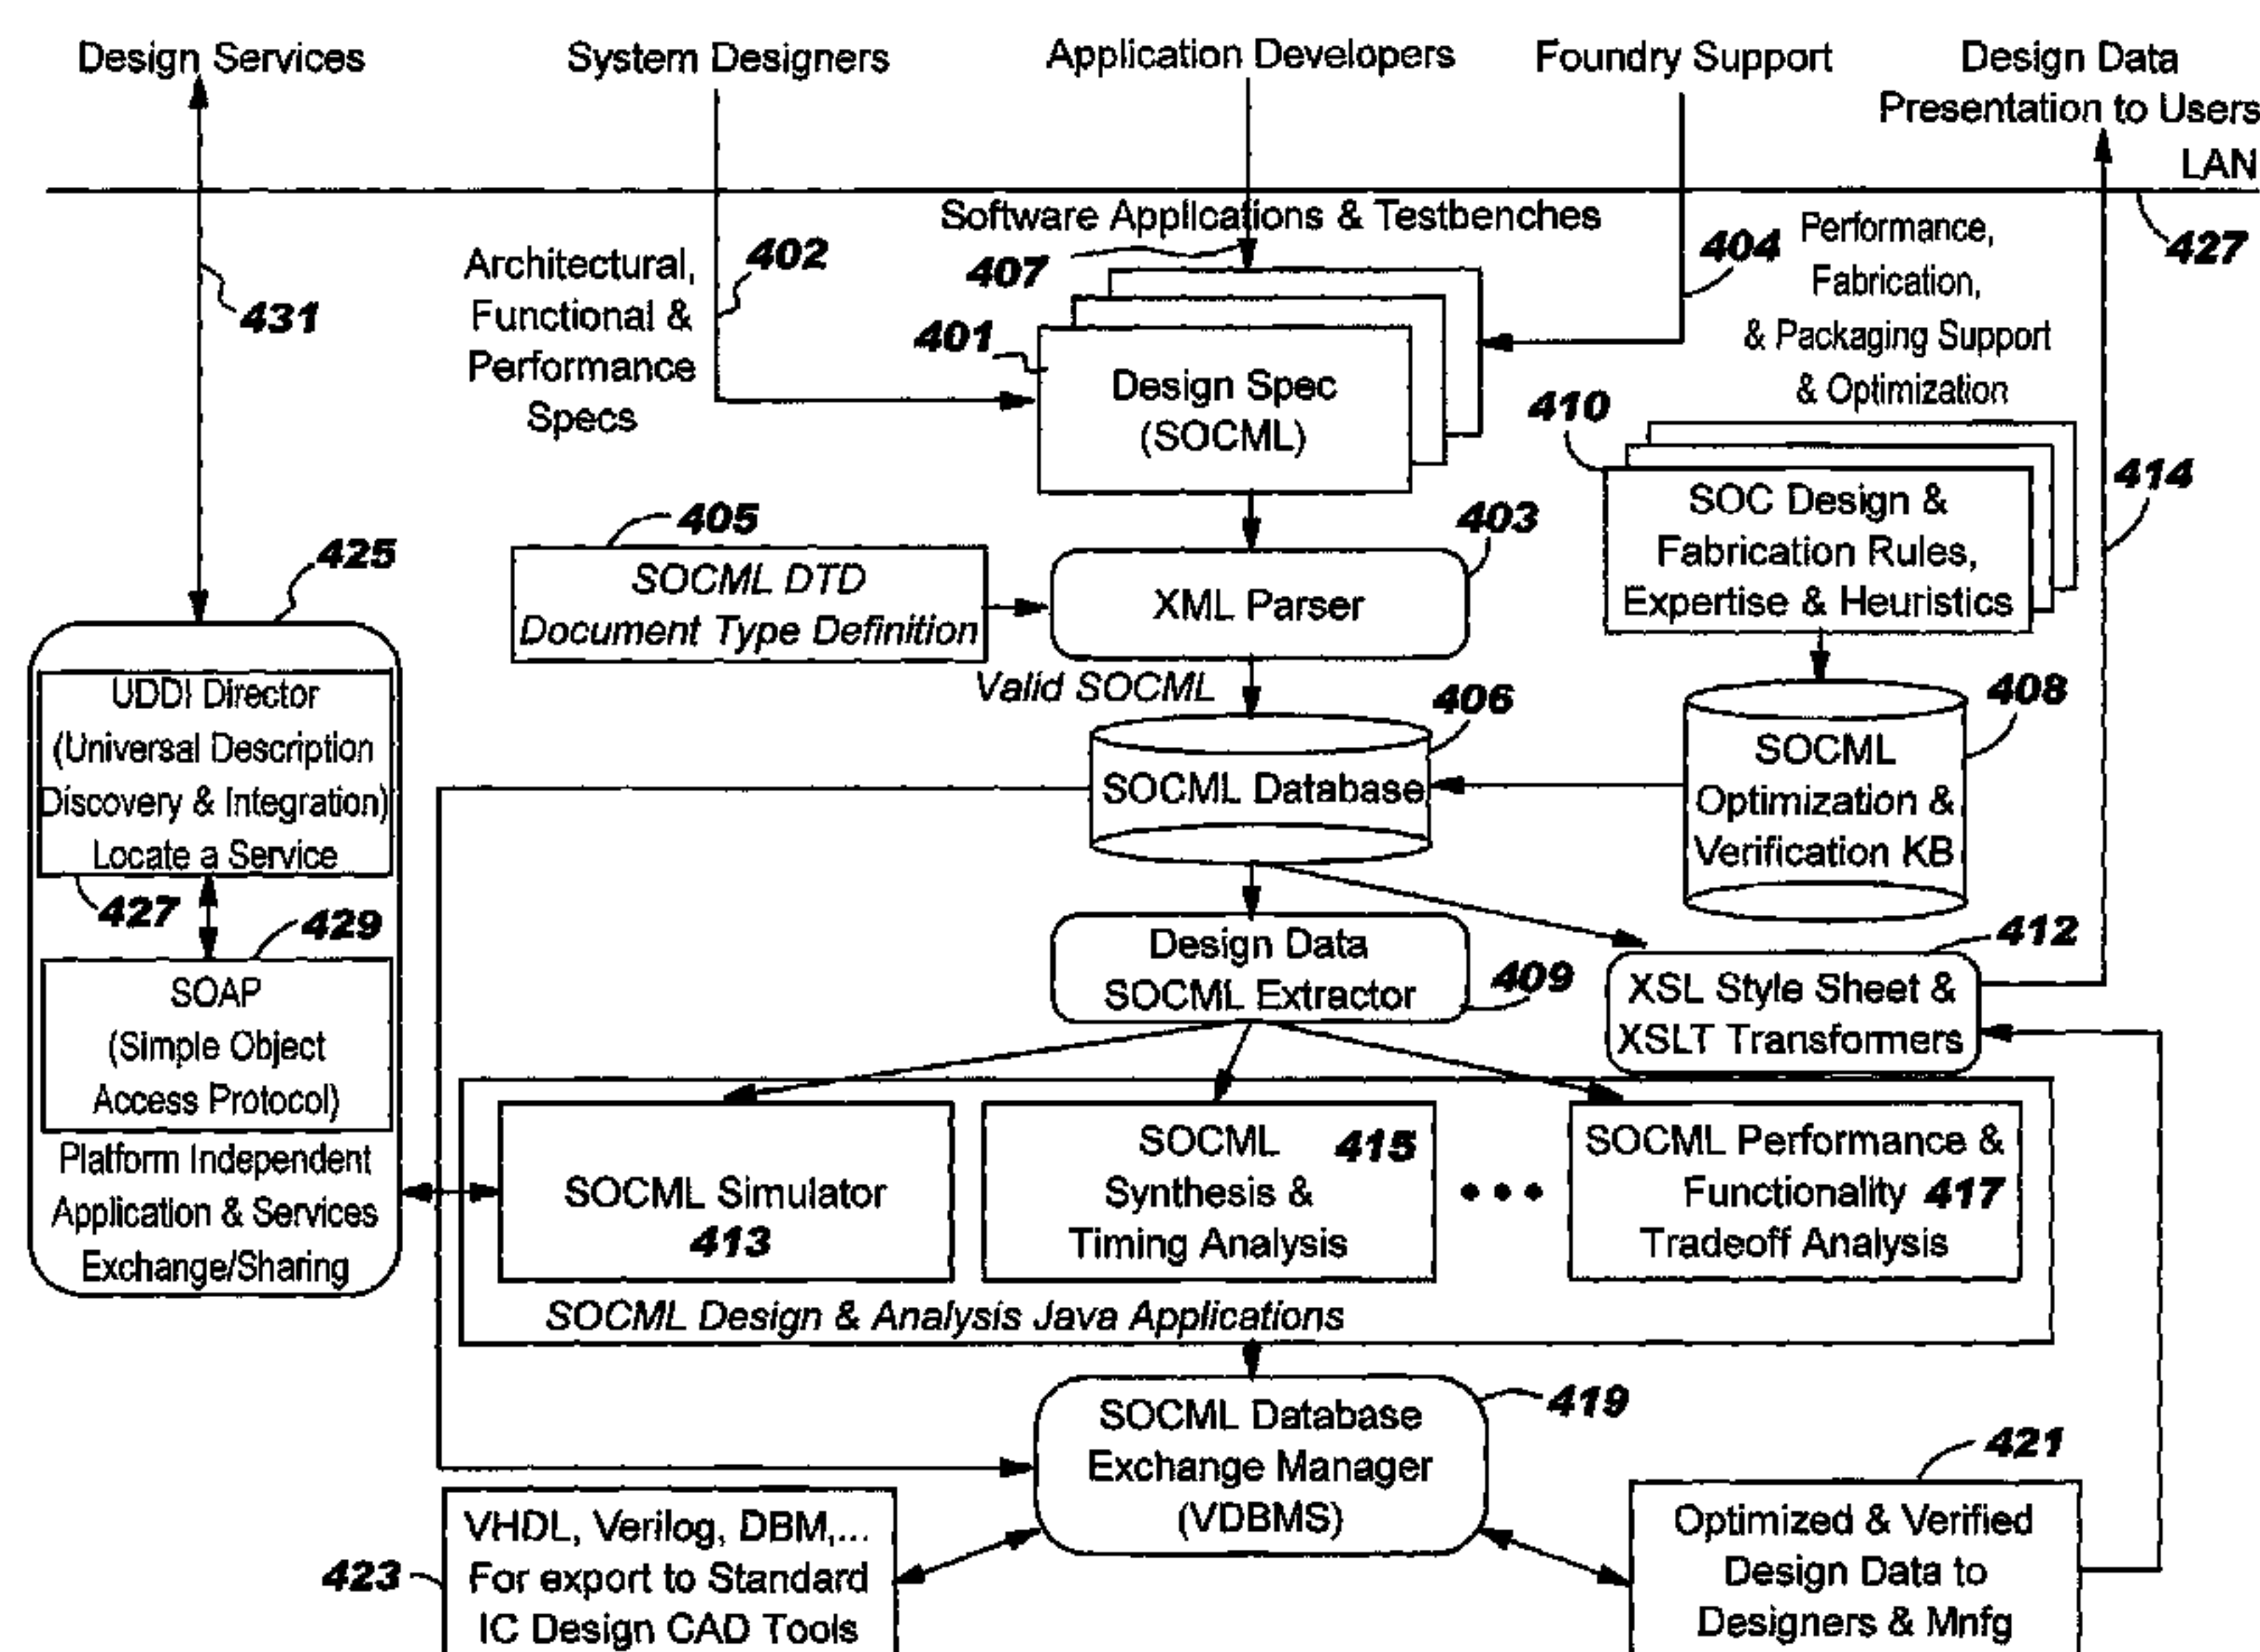 Design Services
System Designers
Application Developers
Foundry Support
Design Data
Presentation to Users
LAN
427
Software Applications & Testbenches
407
Architectural,
Functional &
Performance
Specs
402
404
Performance,
Fabrication,
& Packaging Support
& Optimization
431
401
Design Spec
(SOCML)
410
SOC Design &
Fabrication Rules,
Expertise & Heuristics
414
405
SOCML DTD
Document Type Definition
403
XML Parser
425
Valid SOCML
406
SOCML Database
408
SOCML
Optimization &
Verification KB
UDDI Director
(Universal Description
Discovery & Integration)
Locate a Service
427
429
SOAP
(Simple Object
Access Protocol)
Platform Independent
Application & Services
Exchange/Sharing
Design Data
SOCML Extractor
409
412
XSL Style Sheet &
XSLT Transformers
SOCML Simulator
413
SOCML
Synthesis &
Timing Analysis
415
•••
SOCML Performance &
Functionality 417
Tradeoff Analysis
SOCML Design & Analysis Java Applications
SOCML Database
Exchange Manager
(VDBMS)
419
421
423
VHDL, Verilog, DBM,...
For export to Standard
IC Design CAD Tools
Optimized & Verified
Design Data to
Designers & Mnfg